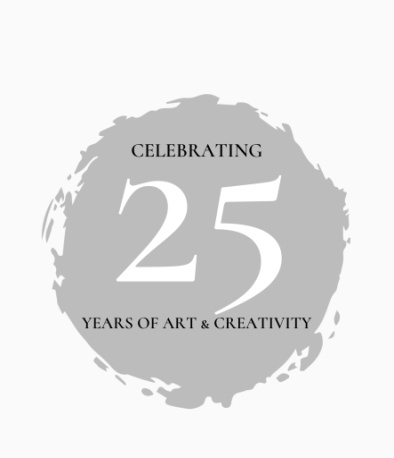 CELEBRATING
25
YEARS OF ART & CREATIVITY